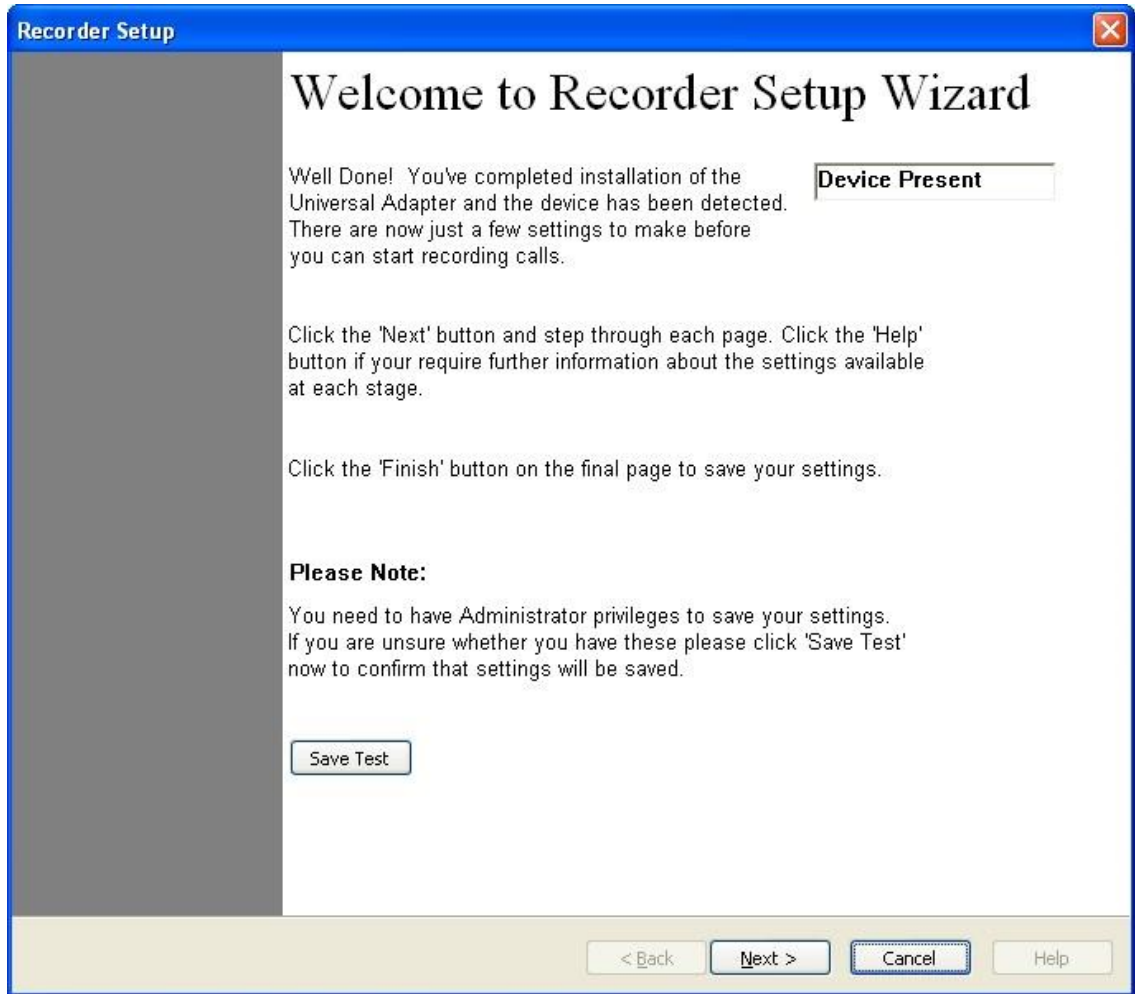 Recorder Setup
Welcome to Recorder Setup Wizard
Well Done!  You've completed installation of the
Universal Adapter and the device has been detected.
There are now just a few settings to make before
you can start recording calls.
Device Present
Click the 'Next' button and step through each page. Click the 'Help'
button if your require further information about the settings available
at each stage.
Click the 'Finish' button on the final page to save your settings.
Please Note:
You need to have Administrator privileges to save your settings.
If you are unsure whether you have these please click 'Save Test'
now to confirm that settings will be saved.
Save Test
< Back
Next >
Cancel
Help